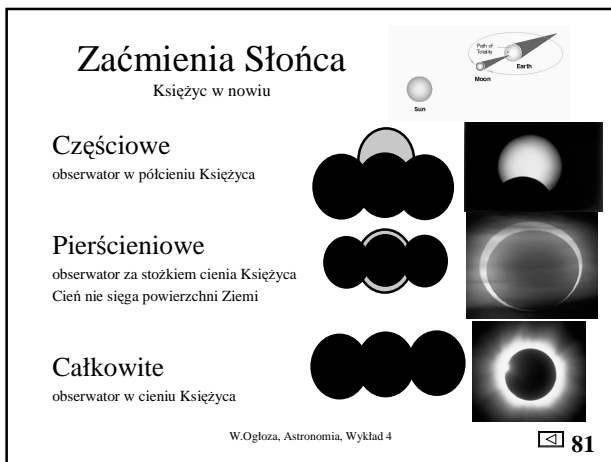 Zaćmienia Słońca
Księżyc w nowiu
Path of
Totality
Earth
Moon
Sun
Częściowe
obserwator w półcieniu Księżyca
Pierścieniowe
obserwator za stożkiem cienia Księżyca
Cień nie sięga powierzchni Ziemi
Całkowite
obserwator w cieniu Księżyca
W.Ogłoza, Astronomia, Wykład 4
81